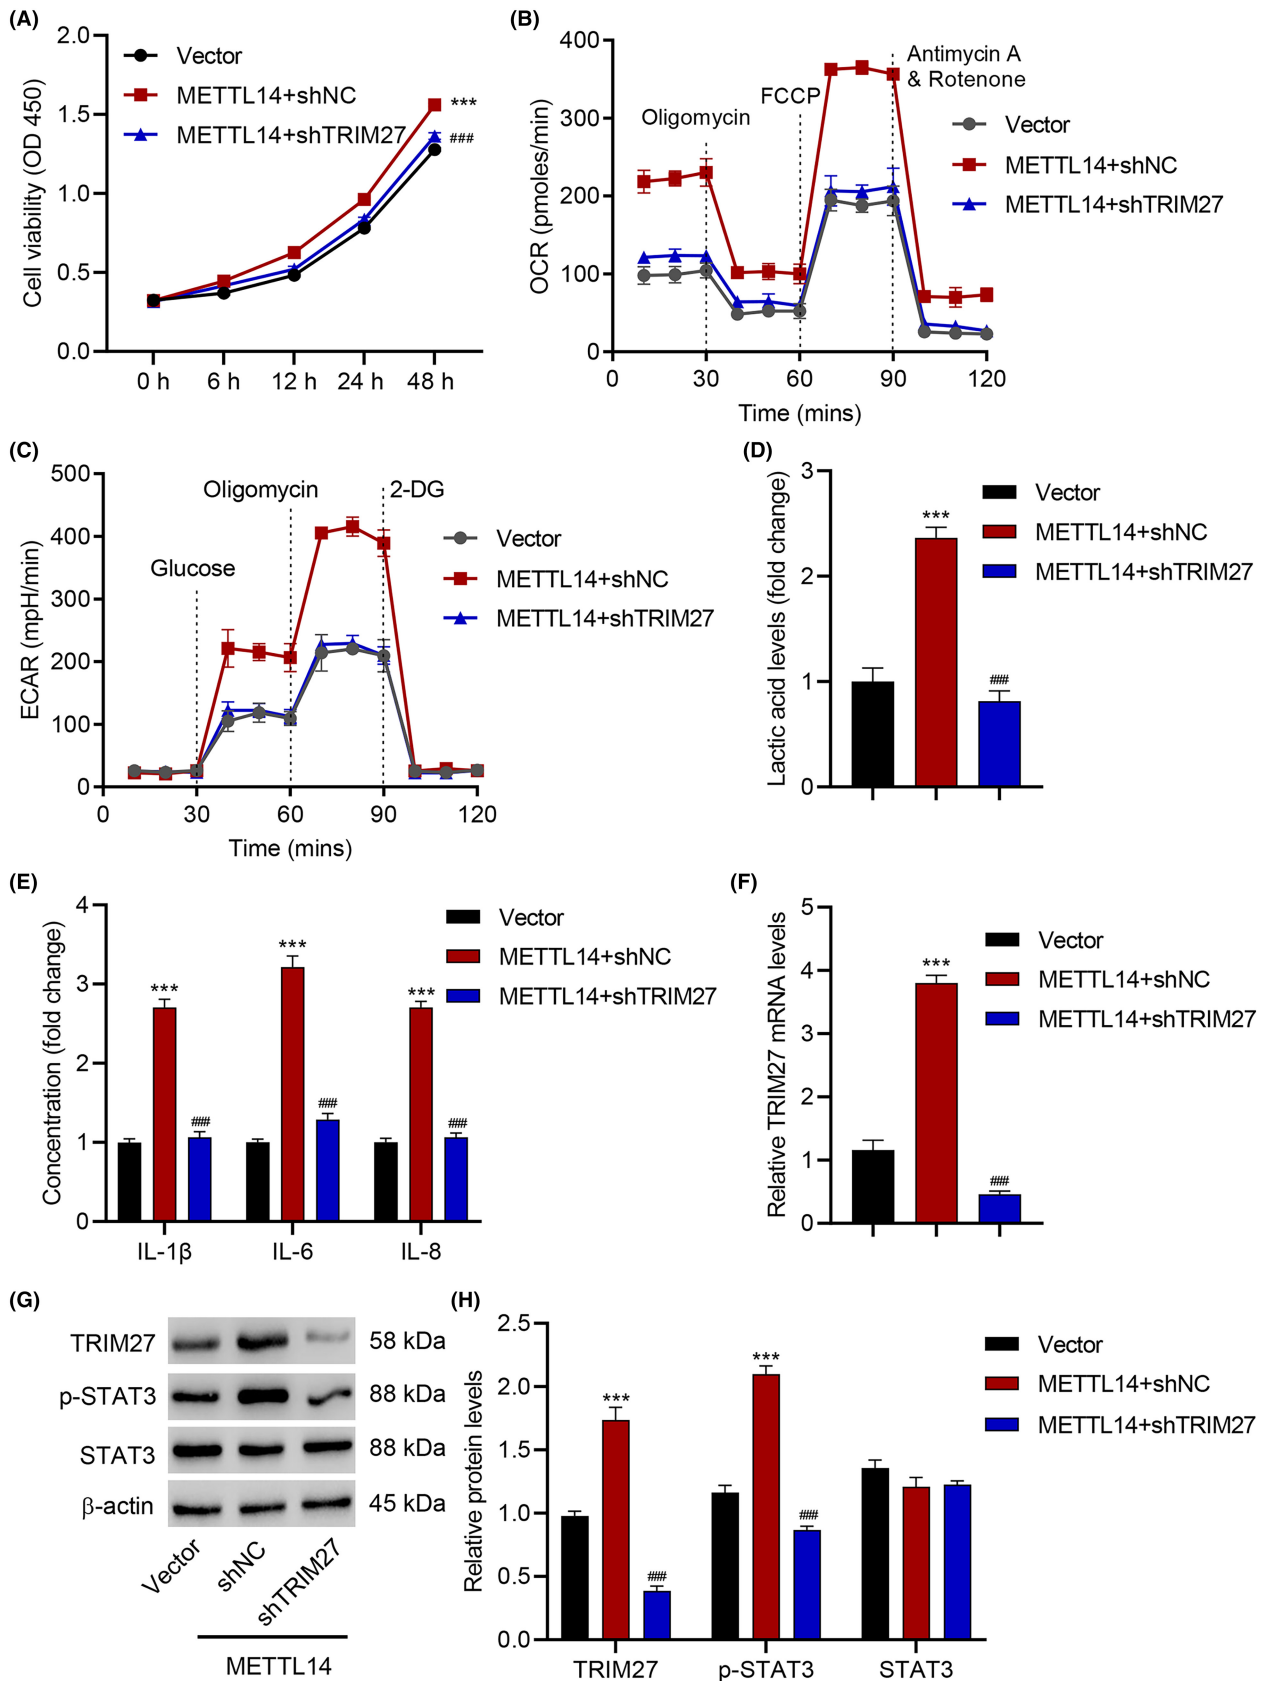 (A)
Cell viability (OD 450)
2.0
1.5
1.0
0.5
0.0
Vector
METTL14+shNC
METTL14+shTRIM27
***
###
0 h
6 h
12 h
24 h
48 h
(B)
OCR (pmoles/min)
400
300
200
100
0
Oligomycin
FCCP
Antimycin A
& Rotenone
Vector
METTL14+shNC
METTL14+shTRIM27
0
30
60
90
120
Time (mins)
(C)
ECAR (mpH/min)
500
400
300
200
100
0
Glucose
Oligomycin
2-DG
Vector
METTL14+shNC
METTL14+shTRIM27
0
30
60
90
120
Time (mins)
(D)
Lactic acid levels (fold change)
3
2
1
0
***
###
Vector
METTL14+shNC
METTL14+shTRIM27
(E)
Concentration (fold change)
4
3
2
1
0
***
###
***
###
***
###
Vector
METTL14+shNC
METTL14+shTRIM27
IL-1β
IL-6
IL-8
(F)
Relative TRIM27 mRNA levels
5
4
3
2
1
0
***
###
Vector
METTL14+shNC
METTL14+shTRIM27
(G)
TRIM27
58 kDa
p-STAT3
88 kDa
STAT3
88 kDa
β-actin
45 kDa
Vector
shNC
shTRIM27
METTL14
(H)
Relative protein levels
2.5
2.0
1.5
1.0
0.5
0.0
***
###
***
###
Vector
METTL14+shNC
METTL14+shTRIM27
TRIM27
p-STAT3
STAT3